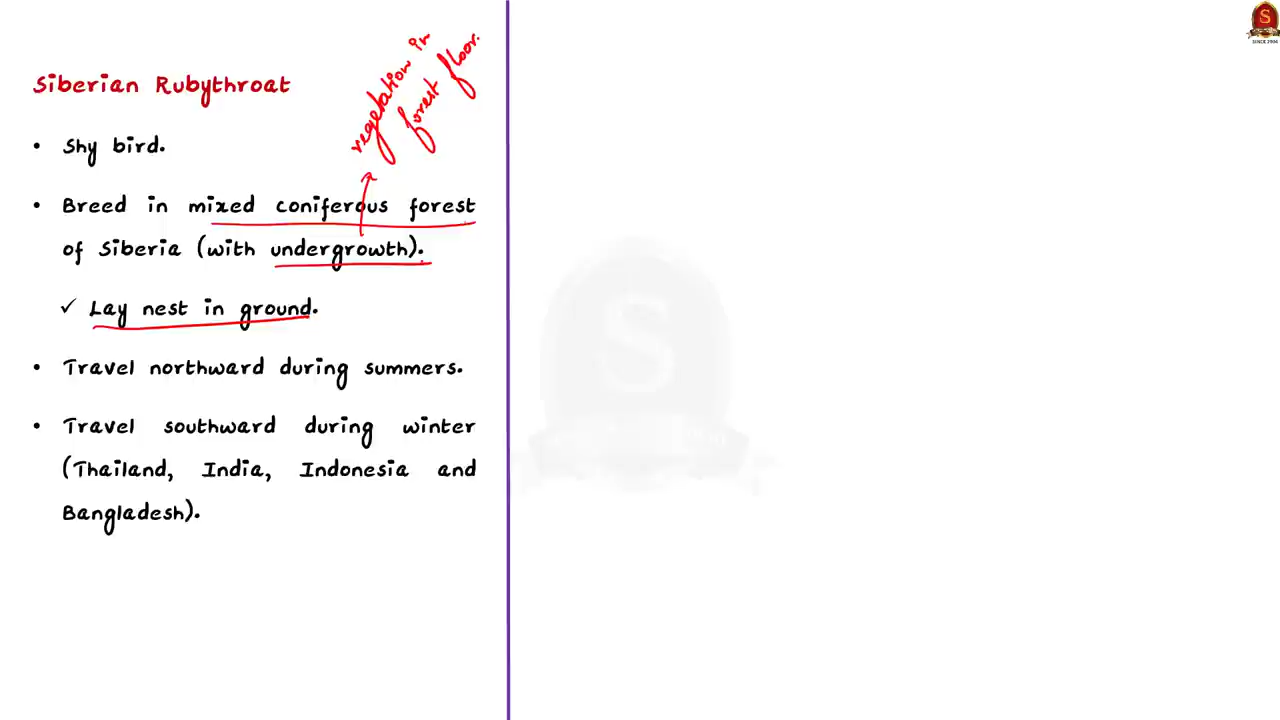 Siberian Rubythroat
vegetation in
forest floor.
• Shy bird.
• Breed in mixed coniferous forest
of Siberia (with undergrowth).
✓ Lay nest in ground.
• Travel northward during summers.
• Travel southward during winter
(Thailand, India, Indonesia and
Bangladesh).
S
S